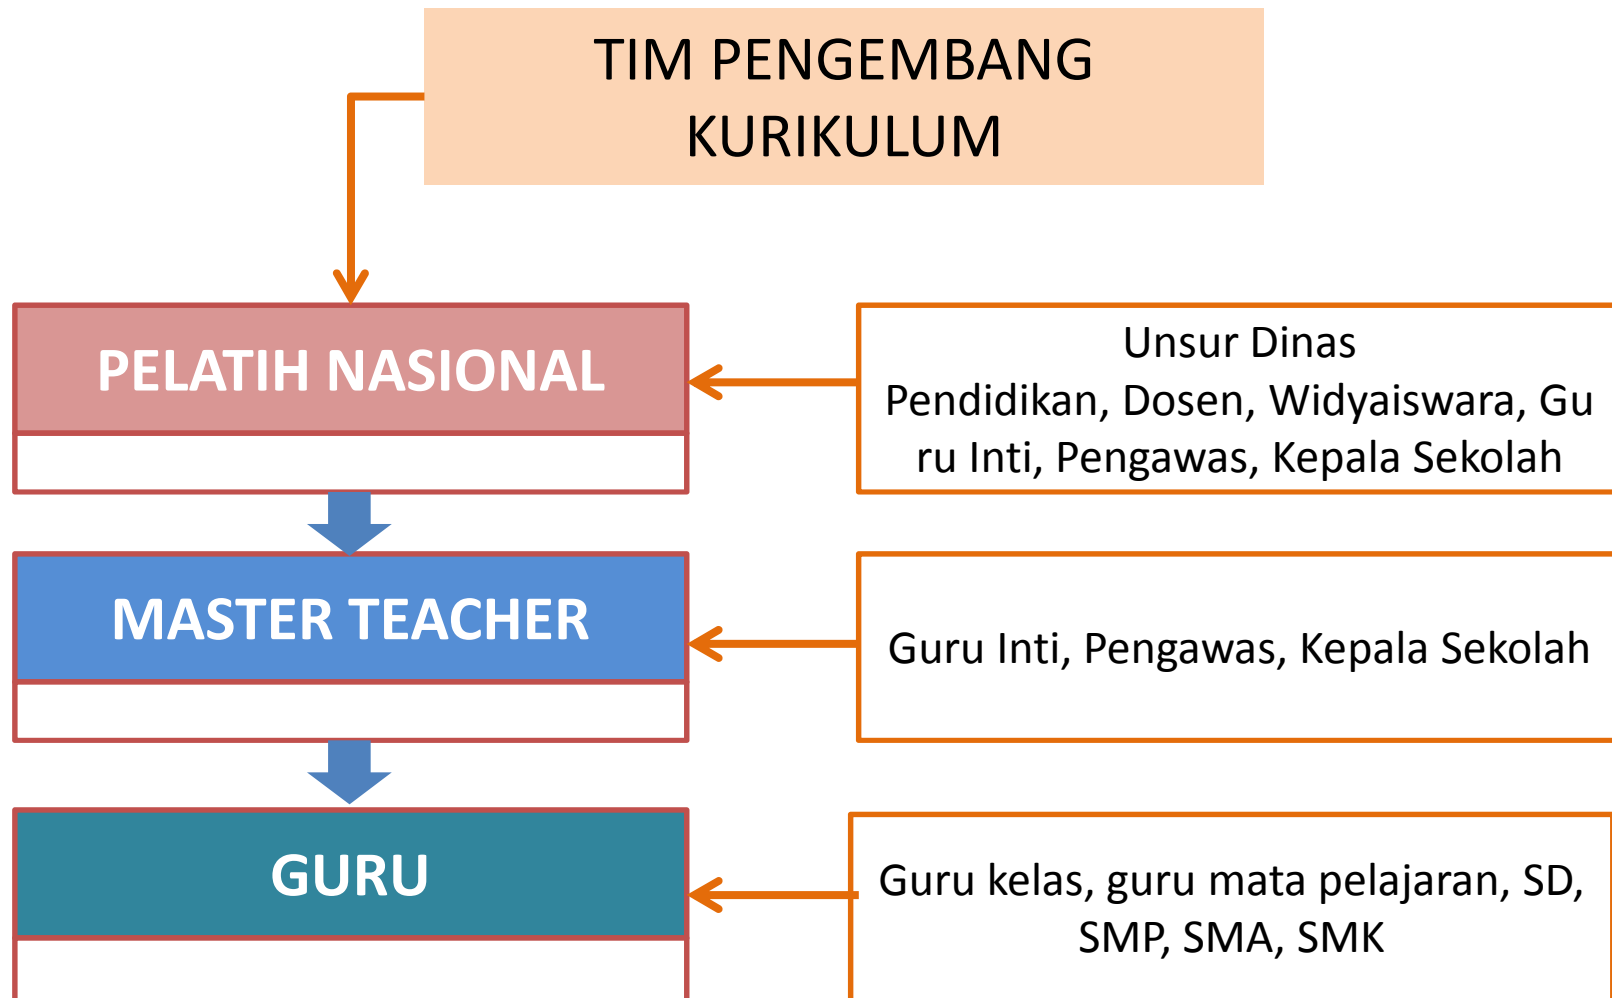 TIM PENGEMBANG
KURIKULUM
PELATIH NASIONAL
Unsur Dinas
Pendidikan, Dosen, Widyaiswara, Gu
ru Inti, Pengawas, Kepala Sekolah
MASTER TEACHER
Guru Inti, Pengawas, Kepala Sekolah
GURU
Guru kelas, guru mata pelajaran, SD,
SMP, SMA, SMK